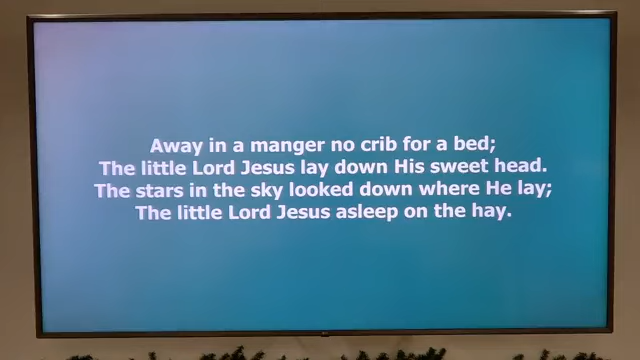 Away in a manger no crib for a bed;
The little Lord Jesus lay down His sweet head.
The stars in the sky looked down where He lay;
The little Lord Jesus asleep on the hay.